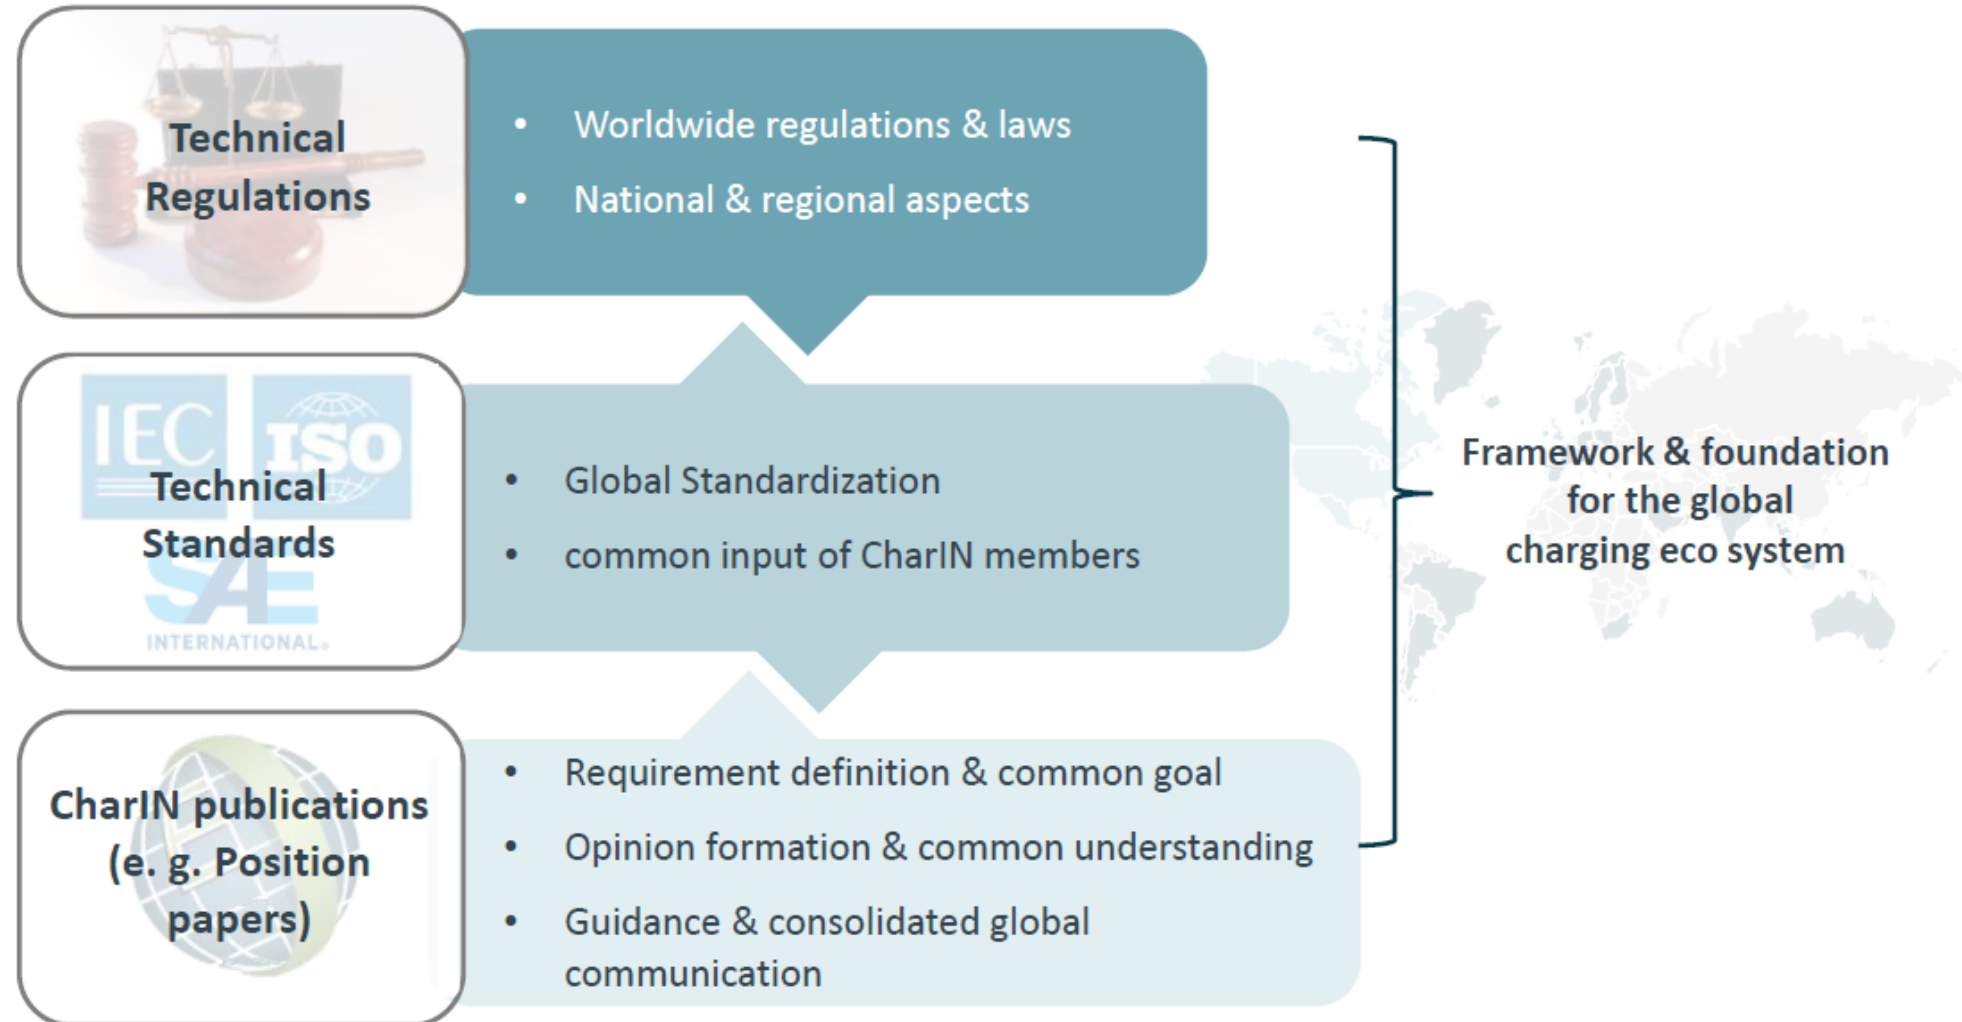 Technical
Regulations
• Worldwide regulations & laws
• National & regional aspects
IEC
ISO
Technical
Standards
SAE
INTERNATIONAL®
• Global Standardization
• common input of CharIN members
CharIN publications
(e. g. Position
papers)
• Requirement definition & common goal
• Opinion formation & common understanding
• Guidance & consolidated global
communication
Framework & foundation
for the global
charging eco system